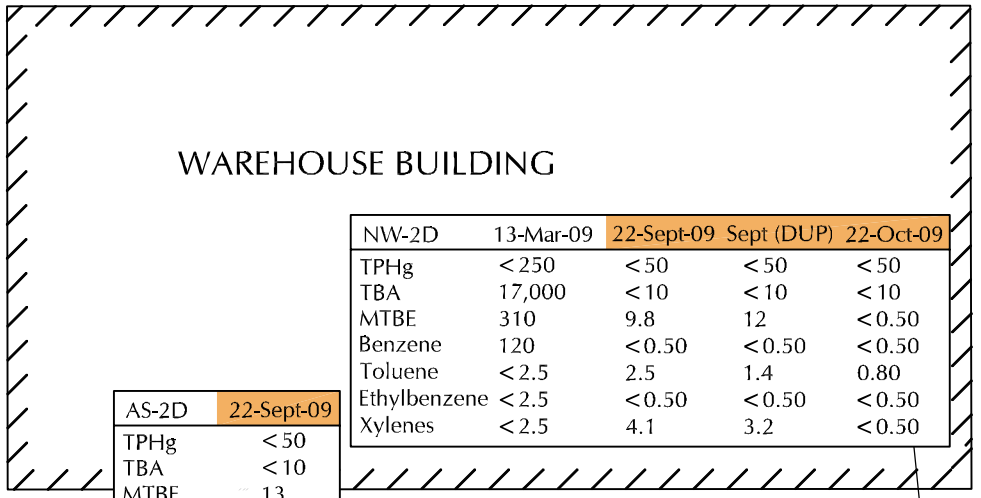 WAREHOUSE BUILDING
NW-2D 13-Mar-09 22-Sept-09 Sept (DUP) 22-Oct-09
TPHg <250 <50 <50 <50
TBA 17,000 <10 <10 <10
MTBE 310 9.8 12 <0.50
Benzene 120 <0.50 <0.50 <0.50
Toluene <2.5 2.5 1.4 0.80
Ethylbenzene <2.5 <0.50 <0.50 <0.50
Xylenes <2.5 4.1 3.2 <0.50
AS-2D 22-Sept-09
TPHg <50
TBA <10
MTBE 13